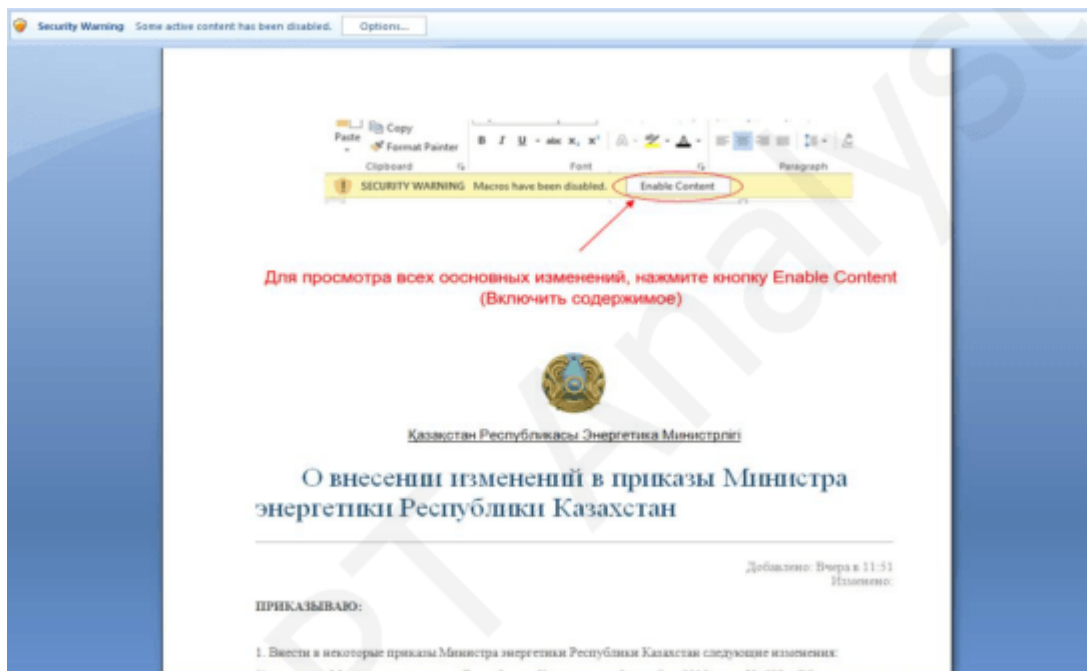 Security Warning Some active content has been disabled. Options...
Copy
Paste
Format Painter
B I U abc x, x' A
Clipboard Font Paragraph
SECURITY WARNING Macros have been disabled. Enable Content
Для просмотра всех оосновных изменений, нажмите кнопку Enable Content
(Включить содержимое)
Қазақстан Республикасы Энергетика Министрлігі
О внесении изменений в приказы Министра
энергетики Республики Казахстан
Добавлено: Вчера в 11:51
Изменено:
ПРИКАЗЫВАЮ:
1. Внести в некоторые приказы Министра энергетики Республики Казахстан следующие изменения: